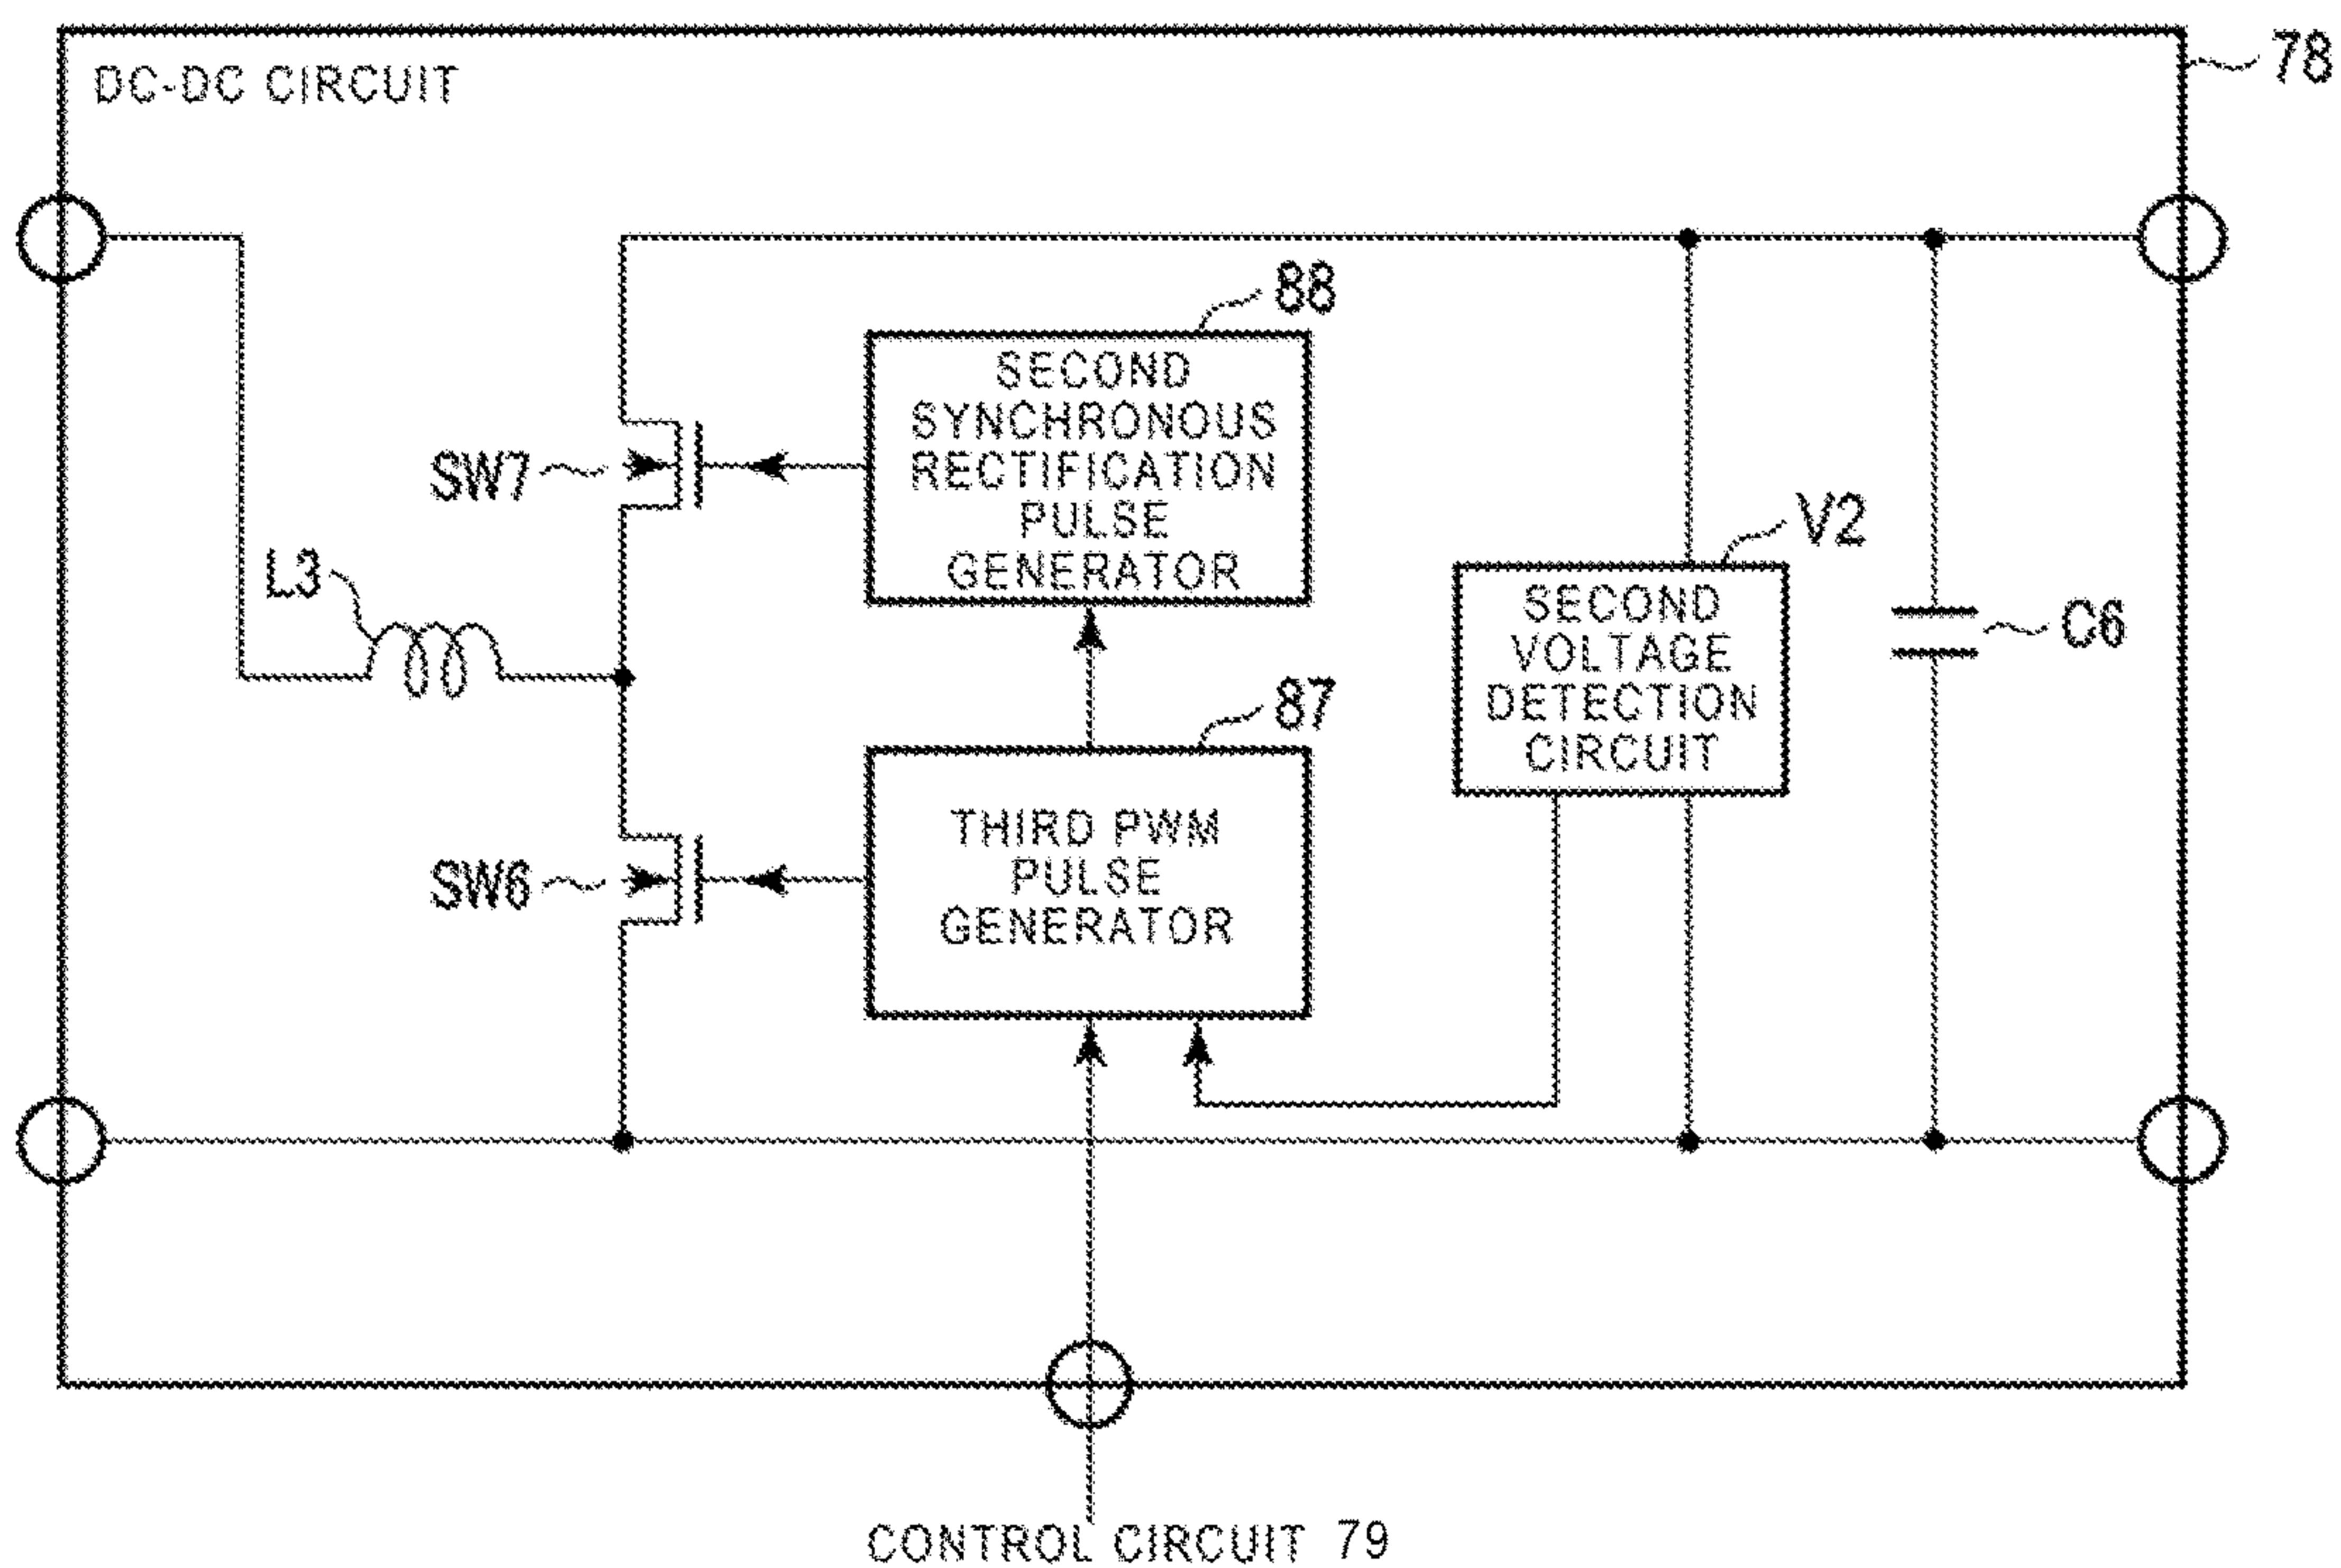 DC-DC CIRCUIT
78
88
SECOND
SYNCHRONOUS
RECTIFICATION
PULSE
GENERATOR
SW7
V2
L3
SECOND
VOLTAGE
DETECTION
CIRCUIT
C6
87
THIRD PWM
PULSE
GENERATOR
SW6
CONTROL CIRCUIT 79